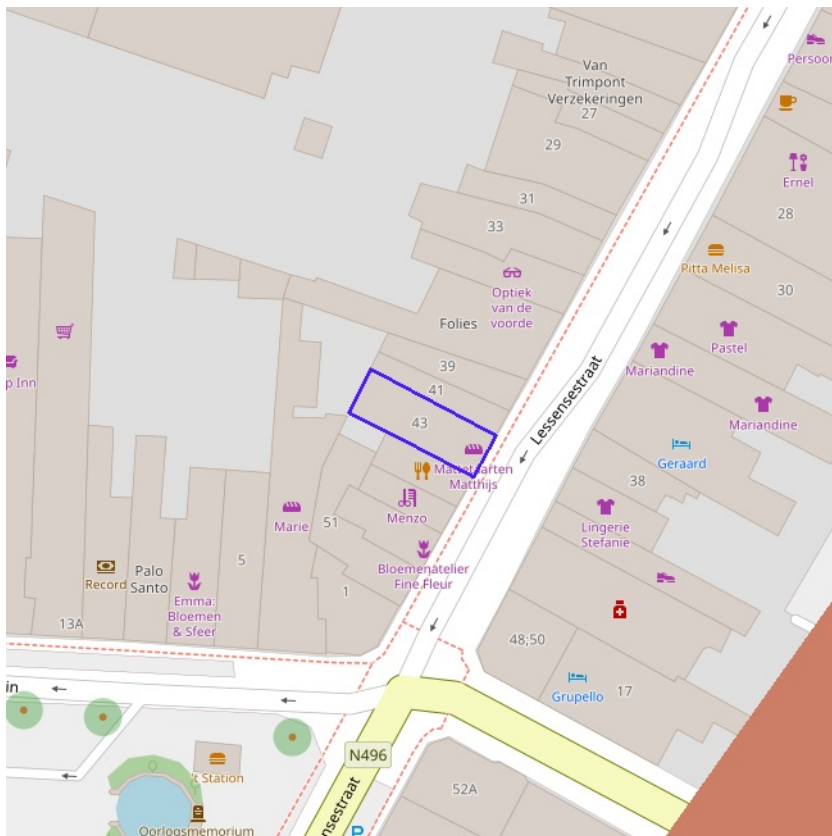 Van
Trimpont
Verzekeringen
27
29
31
33
Persoon
Ernel
28
Pitta Melisa
30
Optiek
van de
voorde
Folies
39
41
43
Pastel
Mariandine
Mariandine
Lessensestraat
Geraard
38
p Inn
Mattetaarten
Matthijs
Menzo
Lingerie
Stefanie
Marie
51
Bloemenatelier
Fine Fleur
5
1
Record
Palo
Santo
Emma:
Bloemen
& Sfeer
13A
48;50
17
Grupello
in
N496
't Station
52A
Oorlogsmemorium
ensestraat
P